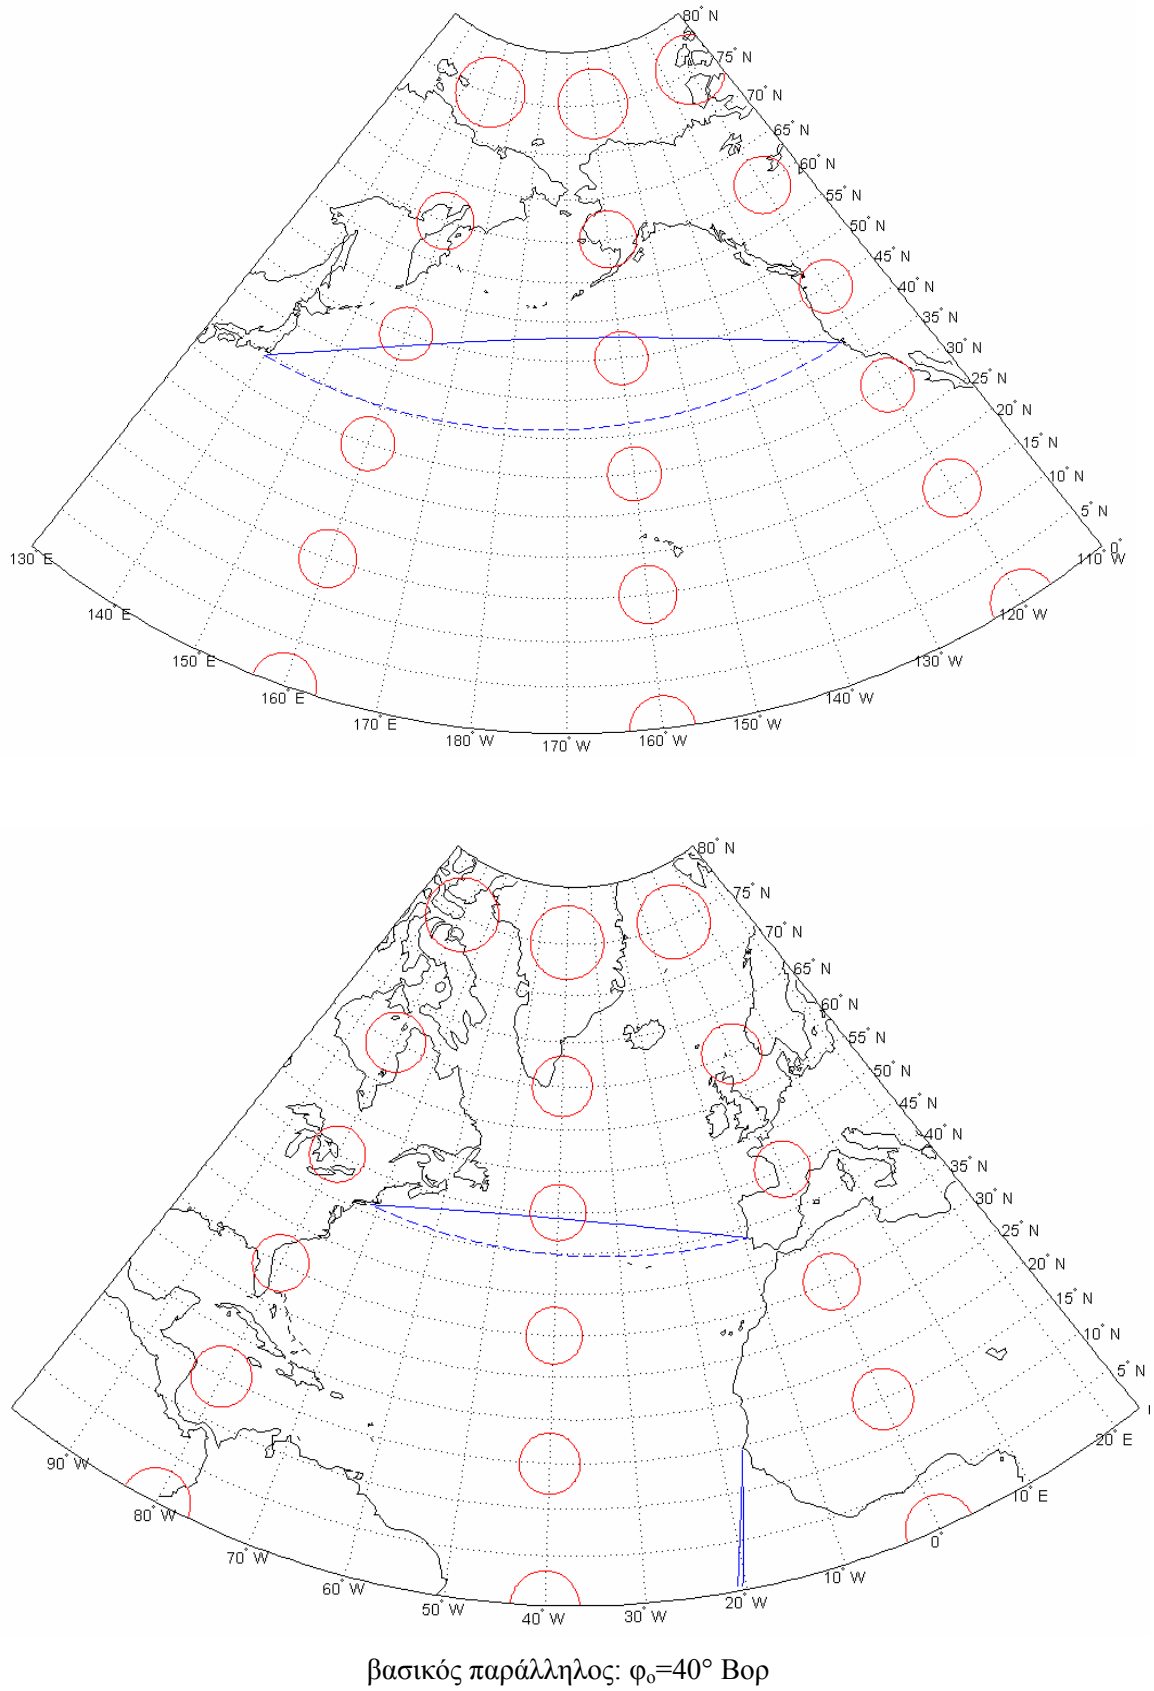 80° N
75° N
70° N
65° N
60° N
55° N
50° N
45° N
40° N
35° N
30° N
25° N
20° N
15° N
10° N
5° N
0°
130° E
110° W
140° E
120° W
150° E
130° W
160° E
140° W
170° E
150° W
180° W
170° W
160° W
80° N
75° N
70° N
65° N
60° N
55° N
50° N
45° N
40° N
35° N
30° N
25° N
20° N
15° N
10° N
5° N
20° E
90° W
10° E
80° W
0°
70° W
10° W
60° W
20° W
50° W
40° W
30° W
βασικός παράλληλος: φₒ=40° Βορ